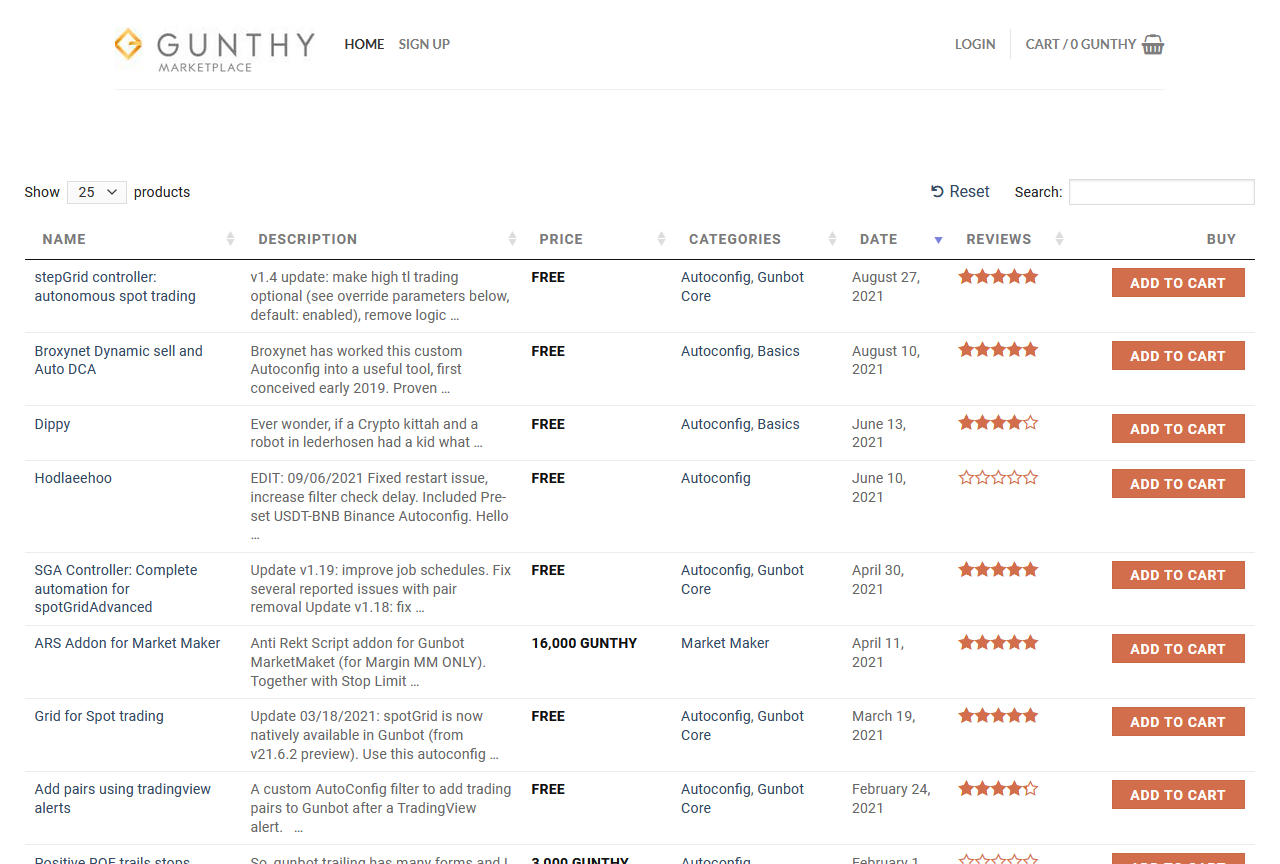 GUNTHY
MARKETPLACE
HOME SIGN UP LOGIN CART / 0 GUNTHY
Show 25 products Reset Search:
NAME DESCRIPTION PRICE CATEGORIES DATE REVIEWS BUY
stepGrid controller: v1.4 update: make high tl trading FREE Autoconfig, Gunbot August 27, ADD TO CART
autonomous spot trading optional (see override parameters below, Core 2021
default: enabled), remove logic …
Broxynet Dynamic sell and Broxynet has worked this custom FREE Autoconfig, Basics August 10, ADD TO CART
Auto DCA Autoconfig into a useful tool, first 2021
conceived early 2019. Proven …
Dippy Ever wonder, if a Crypto kittah and a FREE Autoconfig, Basics June 13, ADD TO CART
robot in lederhosen had a kid what … 2021
Hodlaeehoo EDIT: 09/06/2021 Fixed restart issue, FREE Autoconfig June 10, ADD TO CART
increase filter check delay. Included Pre- 2021
set USDT-BNB Binance Autoconfig. Hello
…
SGA Controller: Complete Update v1.19: improve job schedules. Fix FREE Autoconfig, Gunbot April 30, ADD TO CART
automation for several reported issues with pair Core 2021
spotGridAdvanced removal Update v1.18: fix …
ARS Addon for Market Maker Anti Rekt Script addon for Gunbot 16,000 GUNTHY Market Maker April 11, ADD TO CART
MarketMaket (for Margin MM ONLY). 2021
Together with Stop Limit …
Grid for Spot trading Update 03/18/2021: spotGrid is now FREE Autoconfig, Gunbot March 19, ADD TO CART
natively available in Gunbot (from Core 2021
v21.6.2 preview). Use this autoconfig …
Add pairs using tradingview A custom AutoConfig filter to add trading FREE Autoconfig, Gunbot February 24, ADD TO CART
alerts pairs to Gunbot after a TradingView Core 2021
alert. …
Positive ROE trails stops So, gunbot trailing has many forms and I 3,000 GUNTHY Autoconfig February 1, ADD TO CART